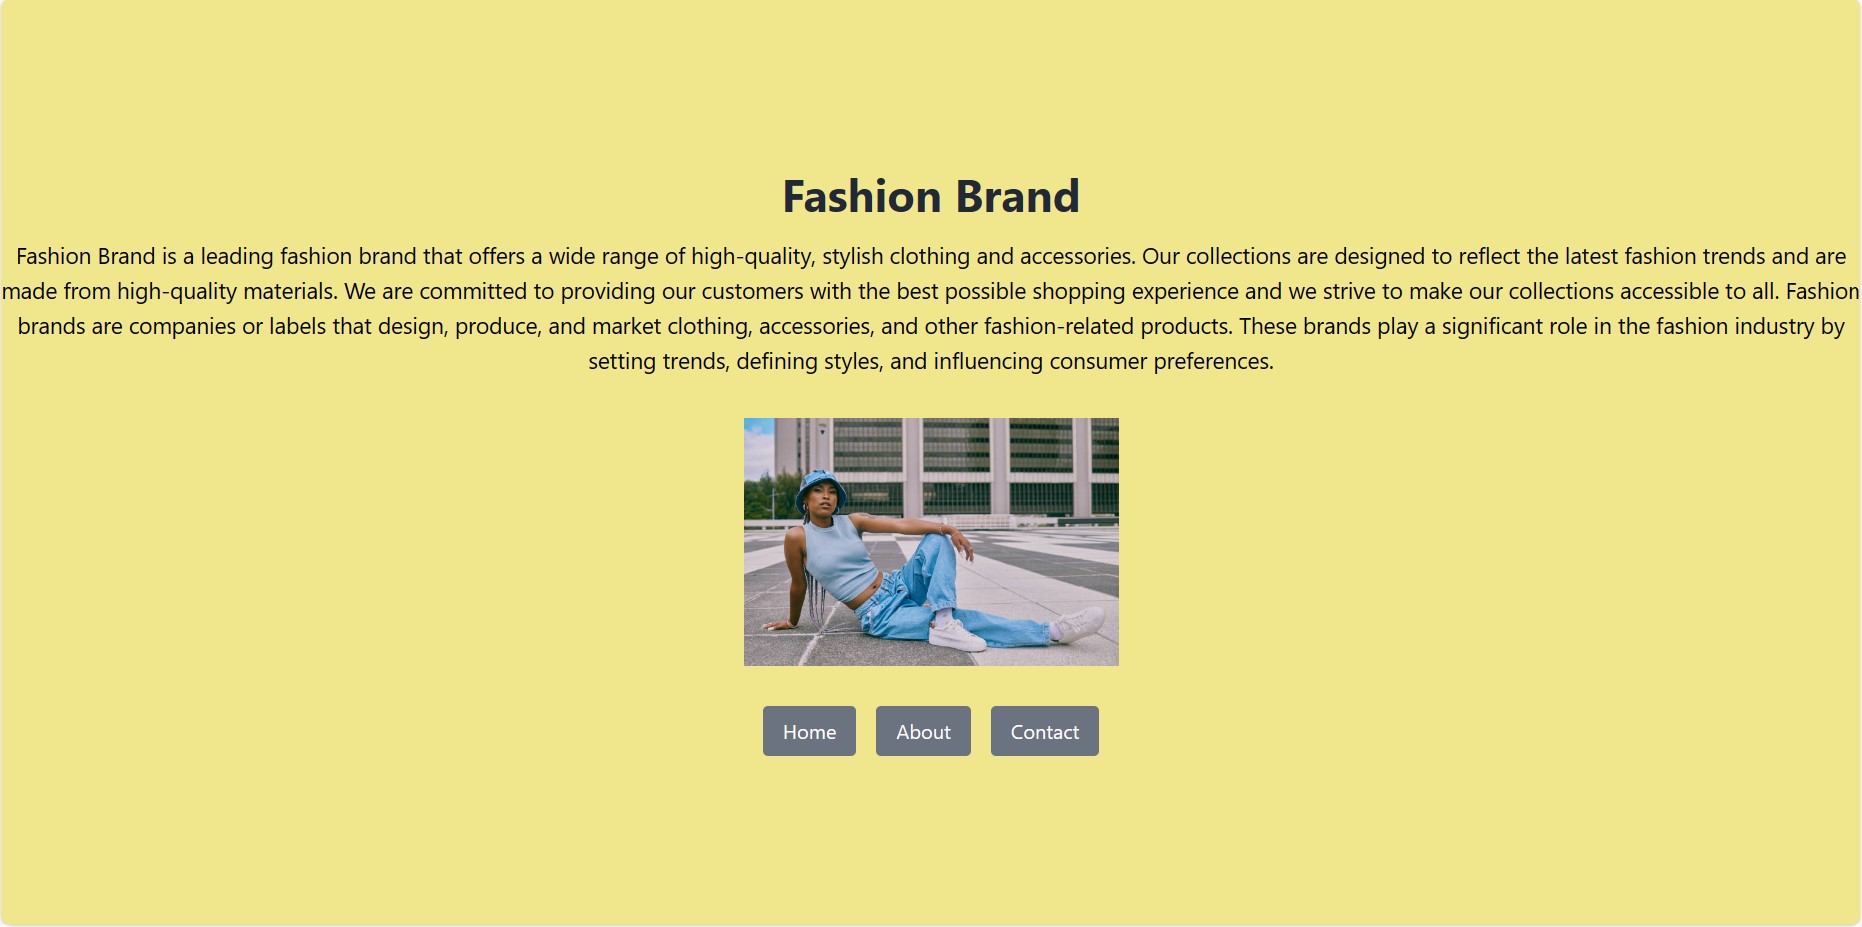 Fashion Brand
Fashion Brand is a leading fashion brand that offers a wide range of high-quality, stylish clothing and accessories. Our collections are designed to reflect the latest fashion trends and are
made from high-quality materials. We are committed to providing our customers with the best possible shopping experience and we strive to make our collections accessible to all. Fashion
brands are companies or labels that design, produce, and market clothing, accessories, and other fashion-related products. These brands play a significant role in the fashion industry by
setting trends, defining styles, and influencing consumer preferences.
Home About Contact